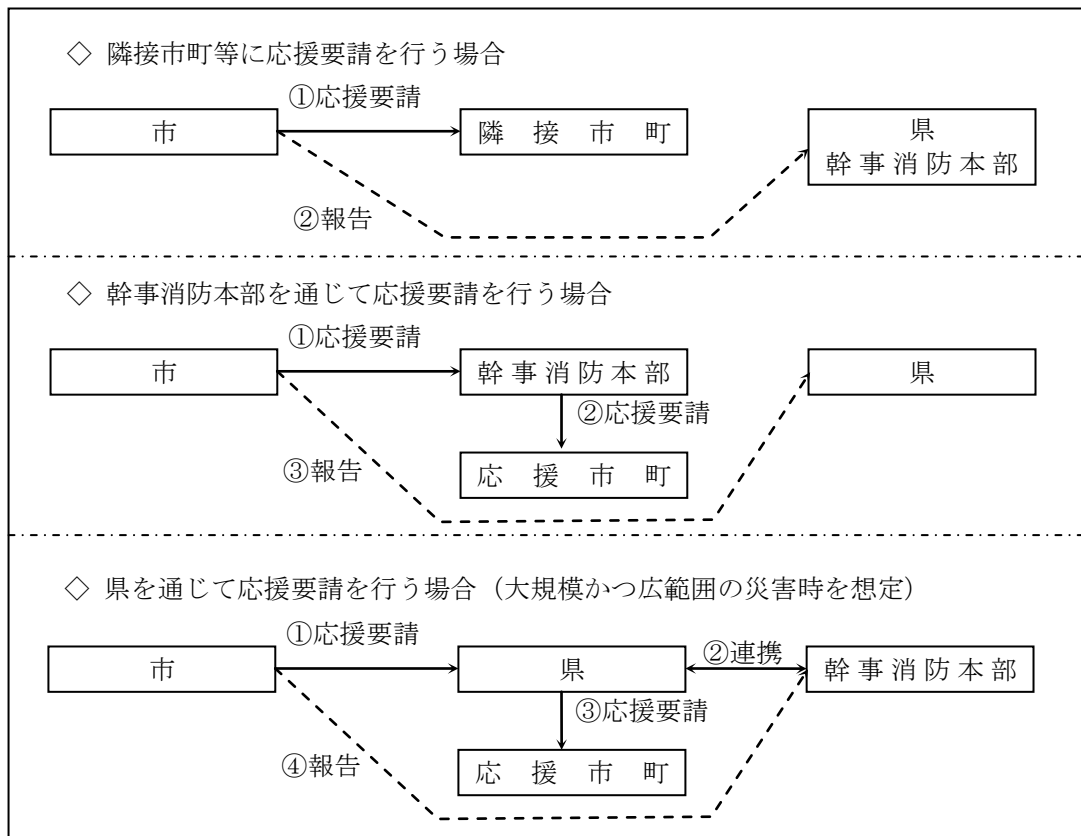 ◇ 隣接市町等に応援要請を行う場合
①応援要請
市
隣接市町
県
幹事消防本部
②報告
◇ 幹事消防本部を通じて応援要請を行う場合
①応援要請
市
幹事消防本部
県
②応援要請
応援市町
③報告
◇ 県を通じて応援要請を行う場合（大規模かつ広範囲の災害時を想定）
①応援要請
市
県
②連携
幹事消防本部
③応援要請
応援市町
④報告